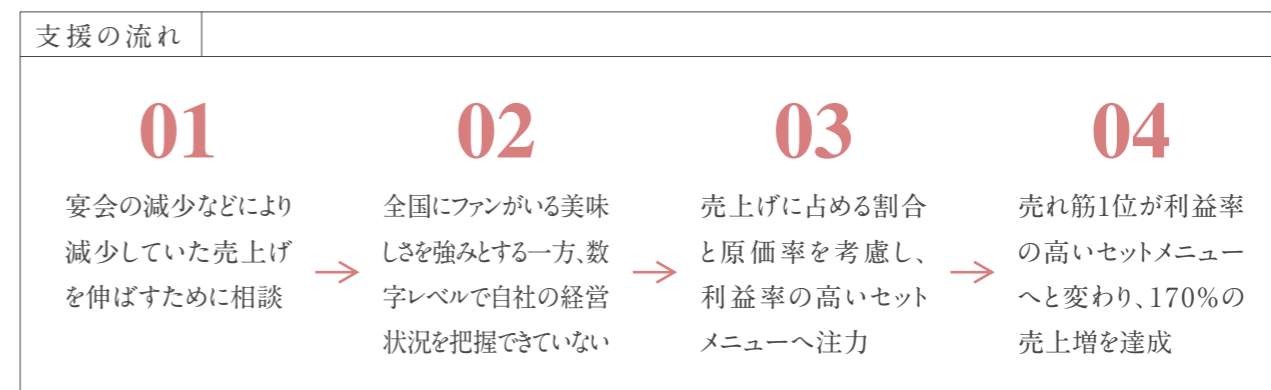 支援の流れ
01
宴会の減少などにより
減少していた売上げ
を伸ばすために相談
02
全国にファンがいる美味
しさを強みとする一方、数
字レベルで自社の経営
状況を把握できていない
03
売上げに占める割合
と原価率を考慮し、
利益率の高いセット
メニューへ注力
04
売れ筋1位が利益率
の高いセットメニュー
へと変わり、170%の
売上増を達成